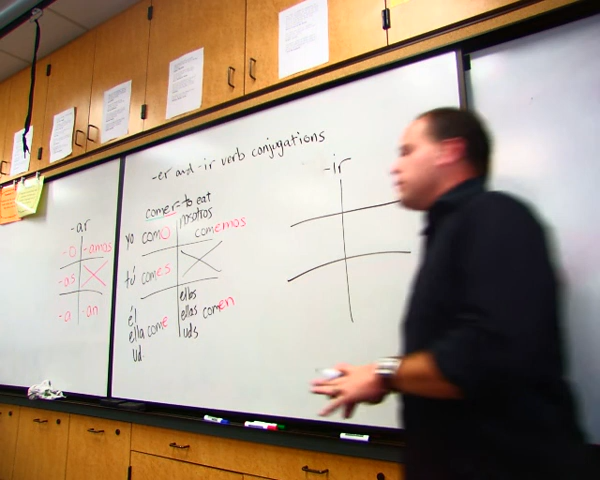 -er and -ir verb conjugations
-ar
-o -amos
-as
-a -an
comer - to eat
nosotros
yo como comemos
tú comes
él
ella come
ud.
ellos
ellas comen
uds
-ir